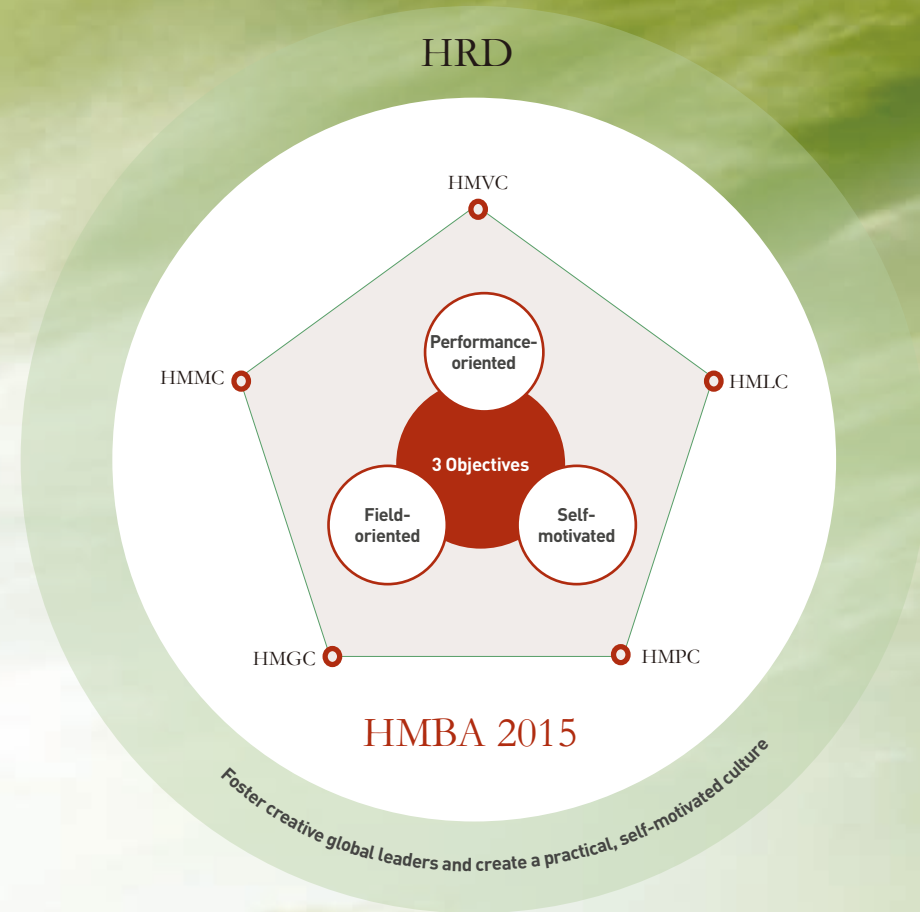 HRD
HMVC
HMMC
HMLC
Performance-
oriented
3 Objectives
Field-
oriented
Self-
motivated
HMGC
HMPC
HMBA 2015
Foster creative global leaders and create a practical, self-motivated culture